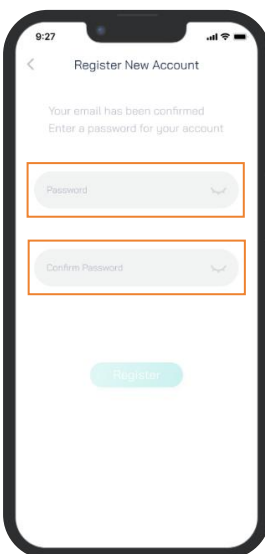 9:27
Register New Account
Your email has been confirmed
Enter a password for your account
Password
Confirm Password
Register